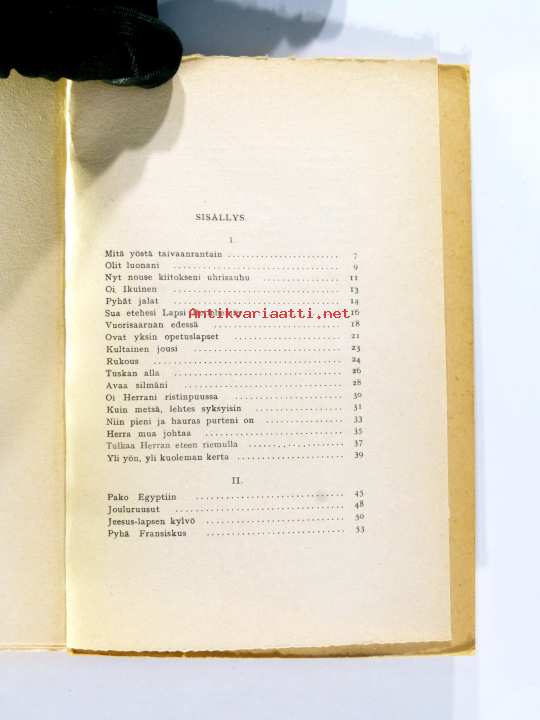 SISÄLLYS.
I.
Mitä yöstä taivaanrantain ........................ 7
Olit luonani ........................ 9
Nyt nouse kiitokseni uhrisauhu ........................ 11
Oi Ikuinen ........................ 13
Pyhät jalat ........................ 14
Sua etehesi Lapsi ........................ 16
Antikvariaatti.net
Vuorisaarnan edessä ........................ 18
Ovat yksin opetuslapset ........................ 21
Kultainen jousi ........................ 23
Rukous ........................ 24
Tuskan alla ........................ 26
Avaa silmäni ........................ 28
Oi Herrani ristinpuussa ........................ 30
Kuin metsä, lehtes syksyisin ........................ 31
Niin pieni ja hauras purteni on ........................ 33
Herra mua johtaa ........................ 35
Tulkaa Herran eteen riemulla ........................ 37
Yli yön, yli kuoleman kerta ........................ 39
II.
Pako Egyptiin ........................ 45
Jouluruusut ........................ 48
Jeesus-lapsen kylvö ........................ 50
Pyhä Fransiskus ........................ 53